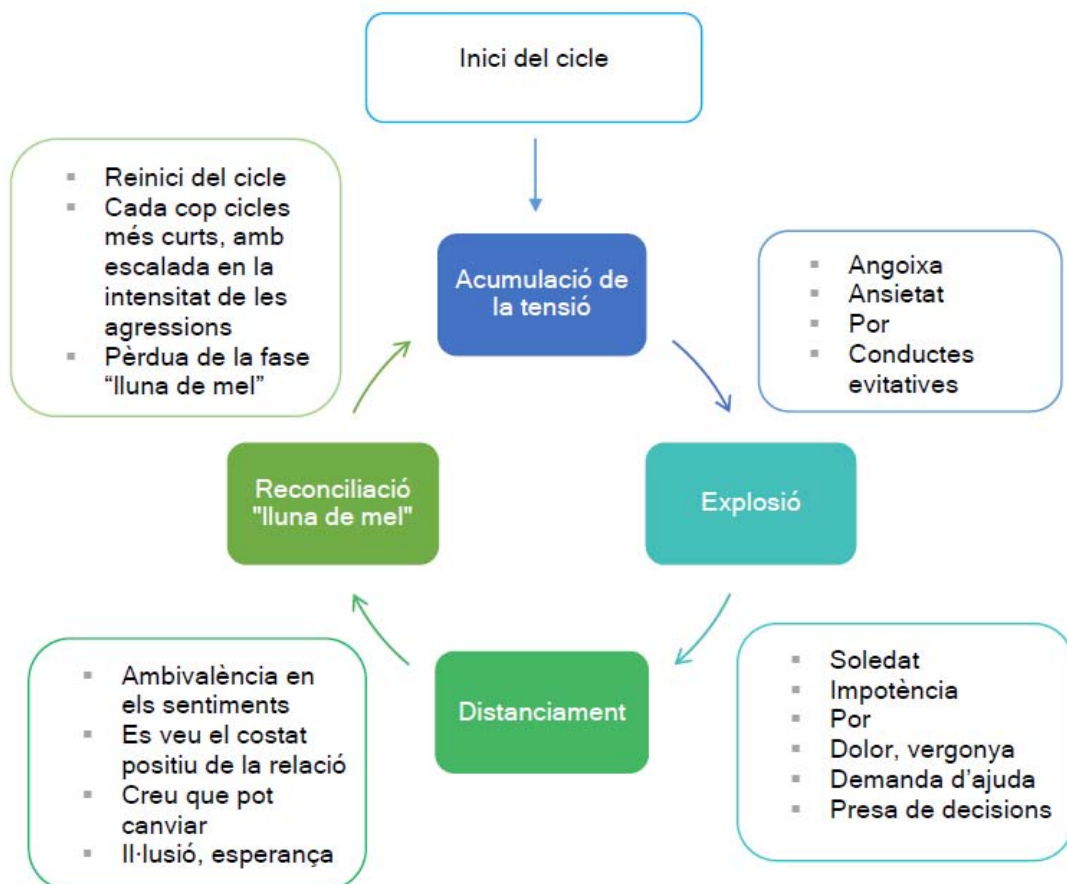 Inici del cicle
▪ Reinici del cicle
▪ Cada cop cicles
més curts, amb
escalada en la
intensitat de les
agressions
▪ Pèrdua de la fase
“lluna de mel”
Acumulació de
la tensió
▪ Angoixa
▪ Ansietat
▪ Por
▪ Conductes
evitatives
Reconciliació
"lluna de mel"
Explosió
▪ Ambivalència en
els sentiments
▪ Es veu el costat
positiu de la relació
▪ Creu que pot
canviar
▪ Il·lusió, esperança
Distanciament
▪ Soledat
▪ Impotència
▪ Por
▪ Dolor, vergonya
▪ Demanda d’ajuda
▪ Presa de decisions